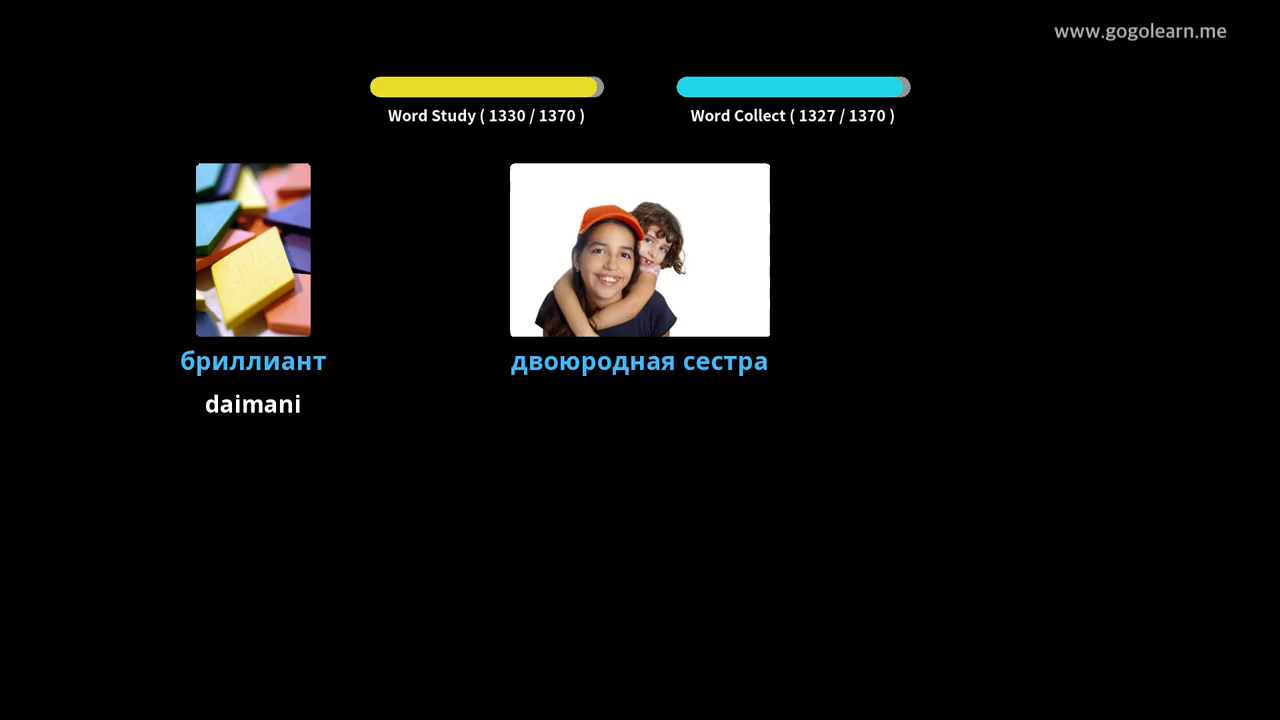 www.gogolearn.me
Word Study ( 1330 / 1370 )
Word Collect ( 1327 / 1370 )
бриллиант
двоюродная сестра
daimani